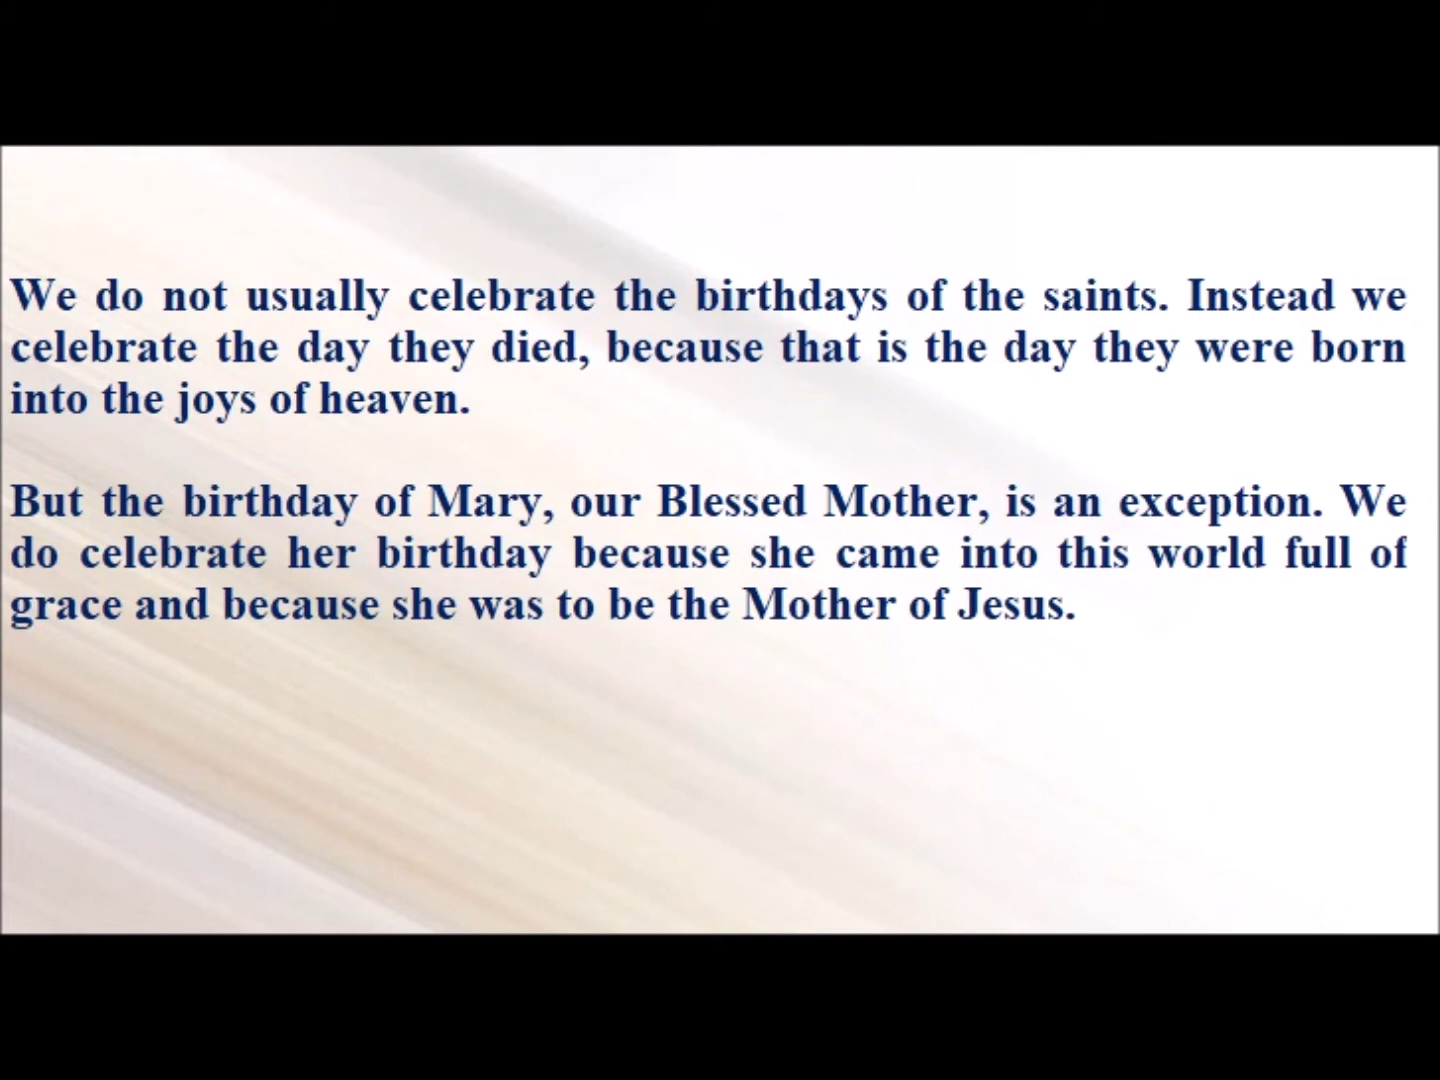 We do not usually celebrate the birthdays of the saints. Instead we
celebrate the day they died, because that is the day they were born
into the joys of heaven.
But the birthday of Mary, our Blessed Mother, is an exception. We
do celebrate her birthday because she came into this world full of
grace and because she was to be the Mother of Jesus.